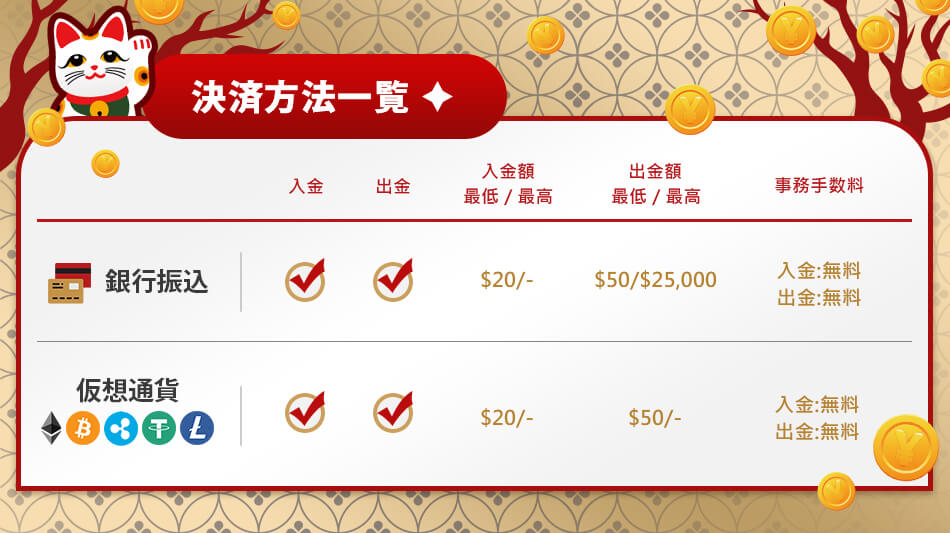 決済方法一覧
入金 出金 入金額 出金額 事務手数料
最低 / 最高 最低 / 最高
銀行振込 $20/- $50/$25,000 入金:無料
出金:無料
仮想通貨 $20/- $50/- 入金:無料
出金:無料